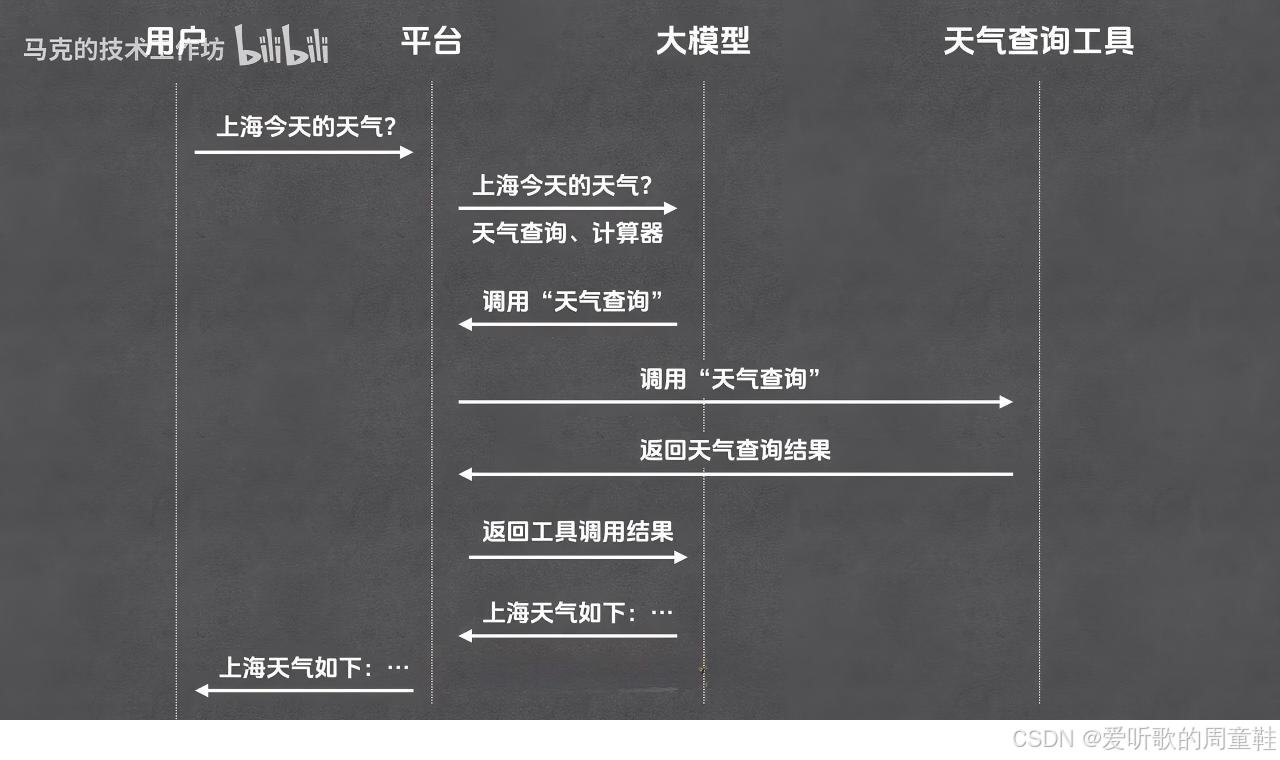 马克的技术工作坊 bilibili
用户 平台 大模型 天气查询工具
上海今天的天气?
上海今天的天气?
天气查询、计算器
调用“天气查询”
调用“天气查询”
返回天气查询结果
返回工具调用结果
上海天气如下：…
上海天气如下：…
CSDN @爱听歌的周童鞋